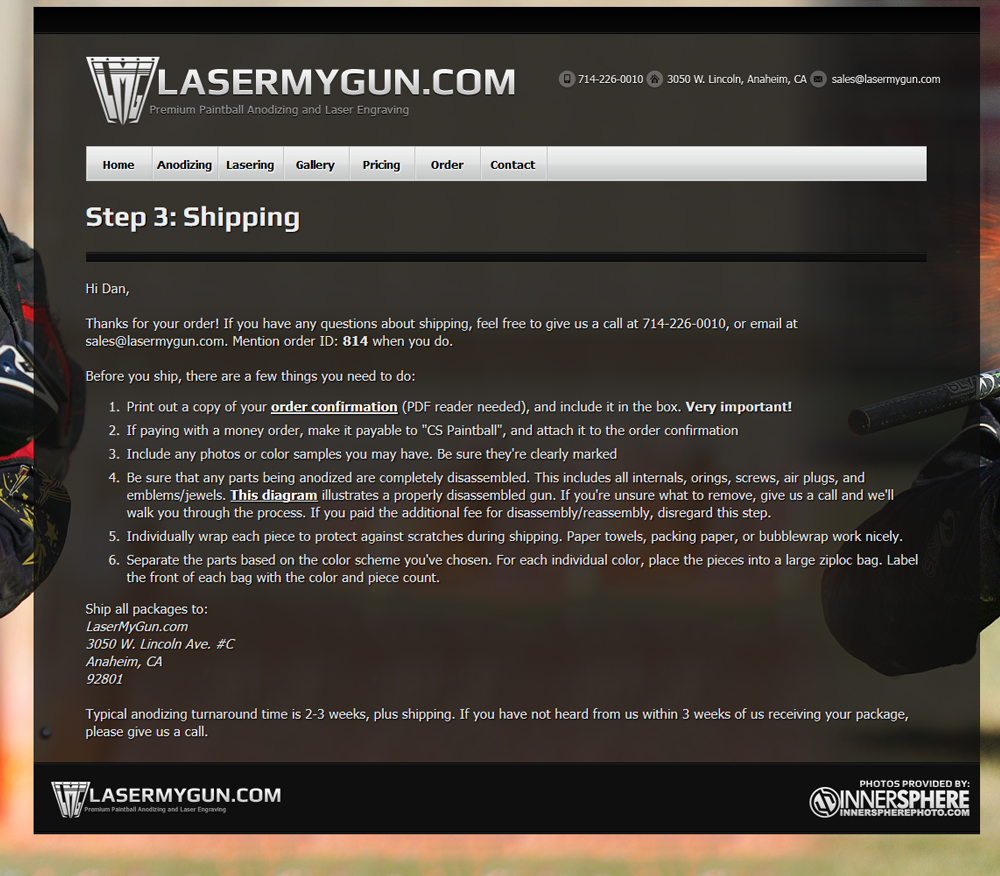 LMG LASERMYGUN.COM
Premium Paintball Anodizing and Laser Engraving
714-226-0010 3050 W. Lincoln, Anaheim, CA sales@lasermygun.com
Home Anodizing Lasering Gallery Pricing Order Contact
Step 3: Shipping
Hi Dan,
Thanks for your order! If you have any questions about shipping, feel free to give us a call at 714-226-0010, or email at
sales@lasermygun.com. Mention order ID: 814 when you do.
Before you ship, there are a few things you need to do:
1. Print out a copy of your order confirmation (PDF reader needed), and include it in the box. Very important!
2. If paying with a money order, make it payable to "CS Paintball", and attach it to the order confirmation
3. Include any photos or color samples you may have. Be sure they're clearly marked
4. Be sure that any parts being anodized are completely disassembled. This includes all internals, orings, screws, air plugs, and
emblems/jewels. This diagram illustrates a properly disassembled gun. If you're unsure what to remove, give us a call and we'll
walk you through the process. If you paid the additional fee for disassembly/reassembly, disregard this step.
5. Individually wrap each piece to protect against scratches during shipping. Paper towels, packing paper, or bubblewrap work nicely.
6. Separate the parts based on the color scheme you've chosen. For each individual color, place the pieces into a large ziploc bag. Label
the front of each bag with the color and piece count.
Ship all packages to:
LaserMyGun.com
3050 W. Lincoln Ave. #C
Anaheim, CA
92801
Typical anodizing turnaround time is 2-3 weeks, plus shipping. If you have not heard from us within 3 weeks of us receiving your package,
please give us a call.
LMG LASERMYGUN.COM
Premium Paintball Anodizing and Laser Engraving
PHOTOS PROVIDED BY:
INNERSPHERE
INNERSPHEREPHOTO.COM